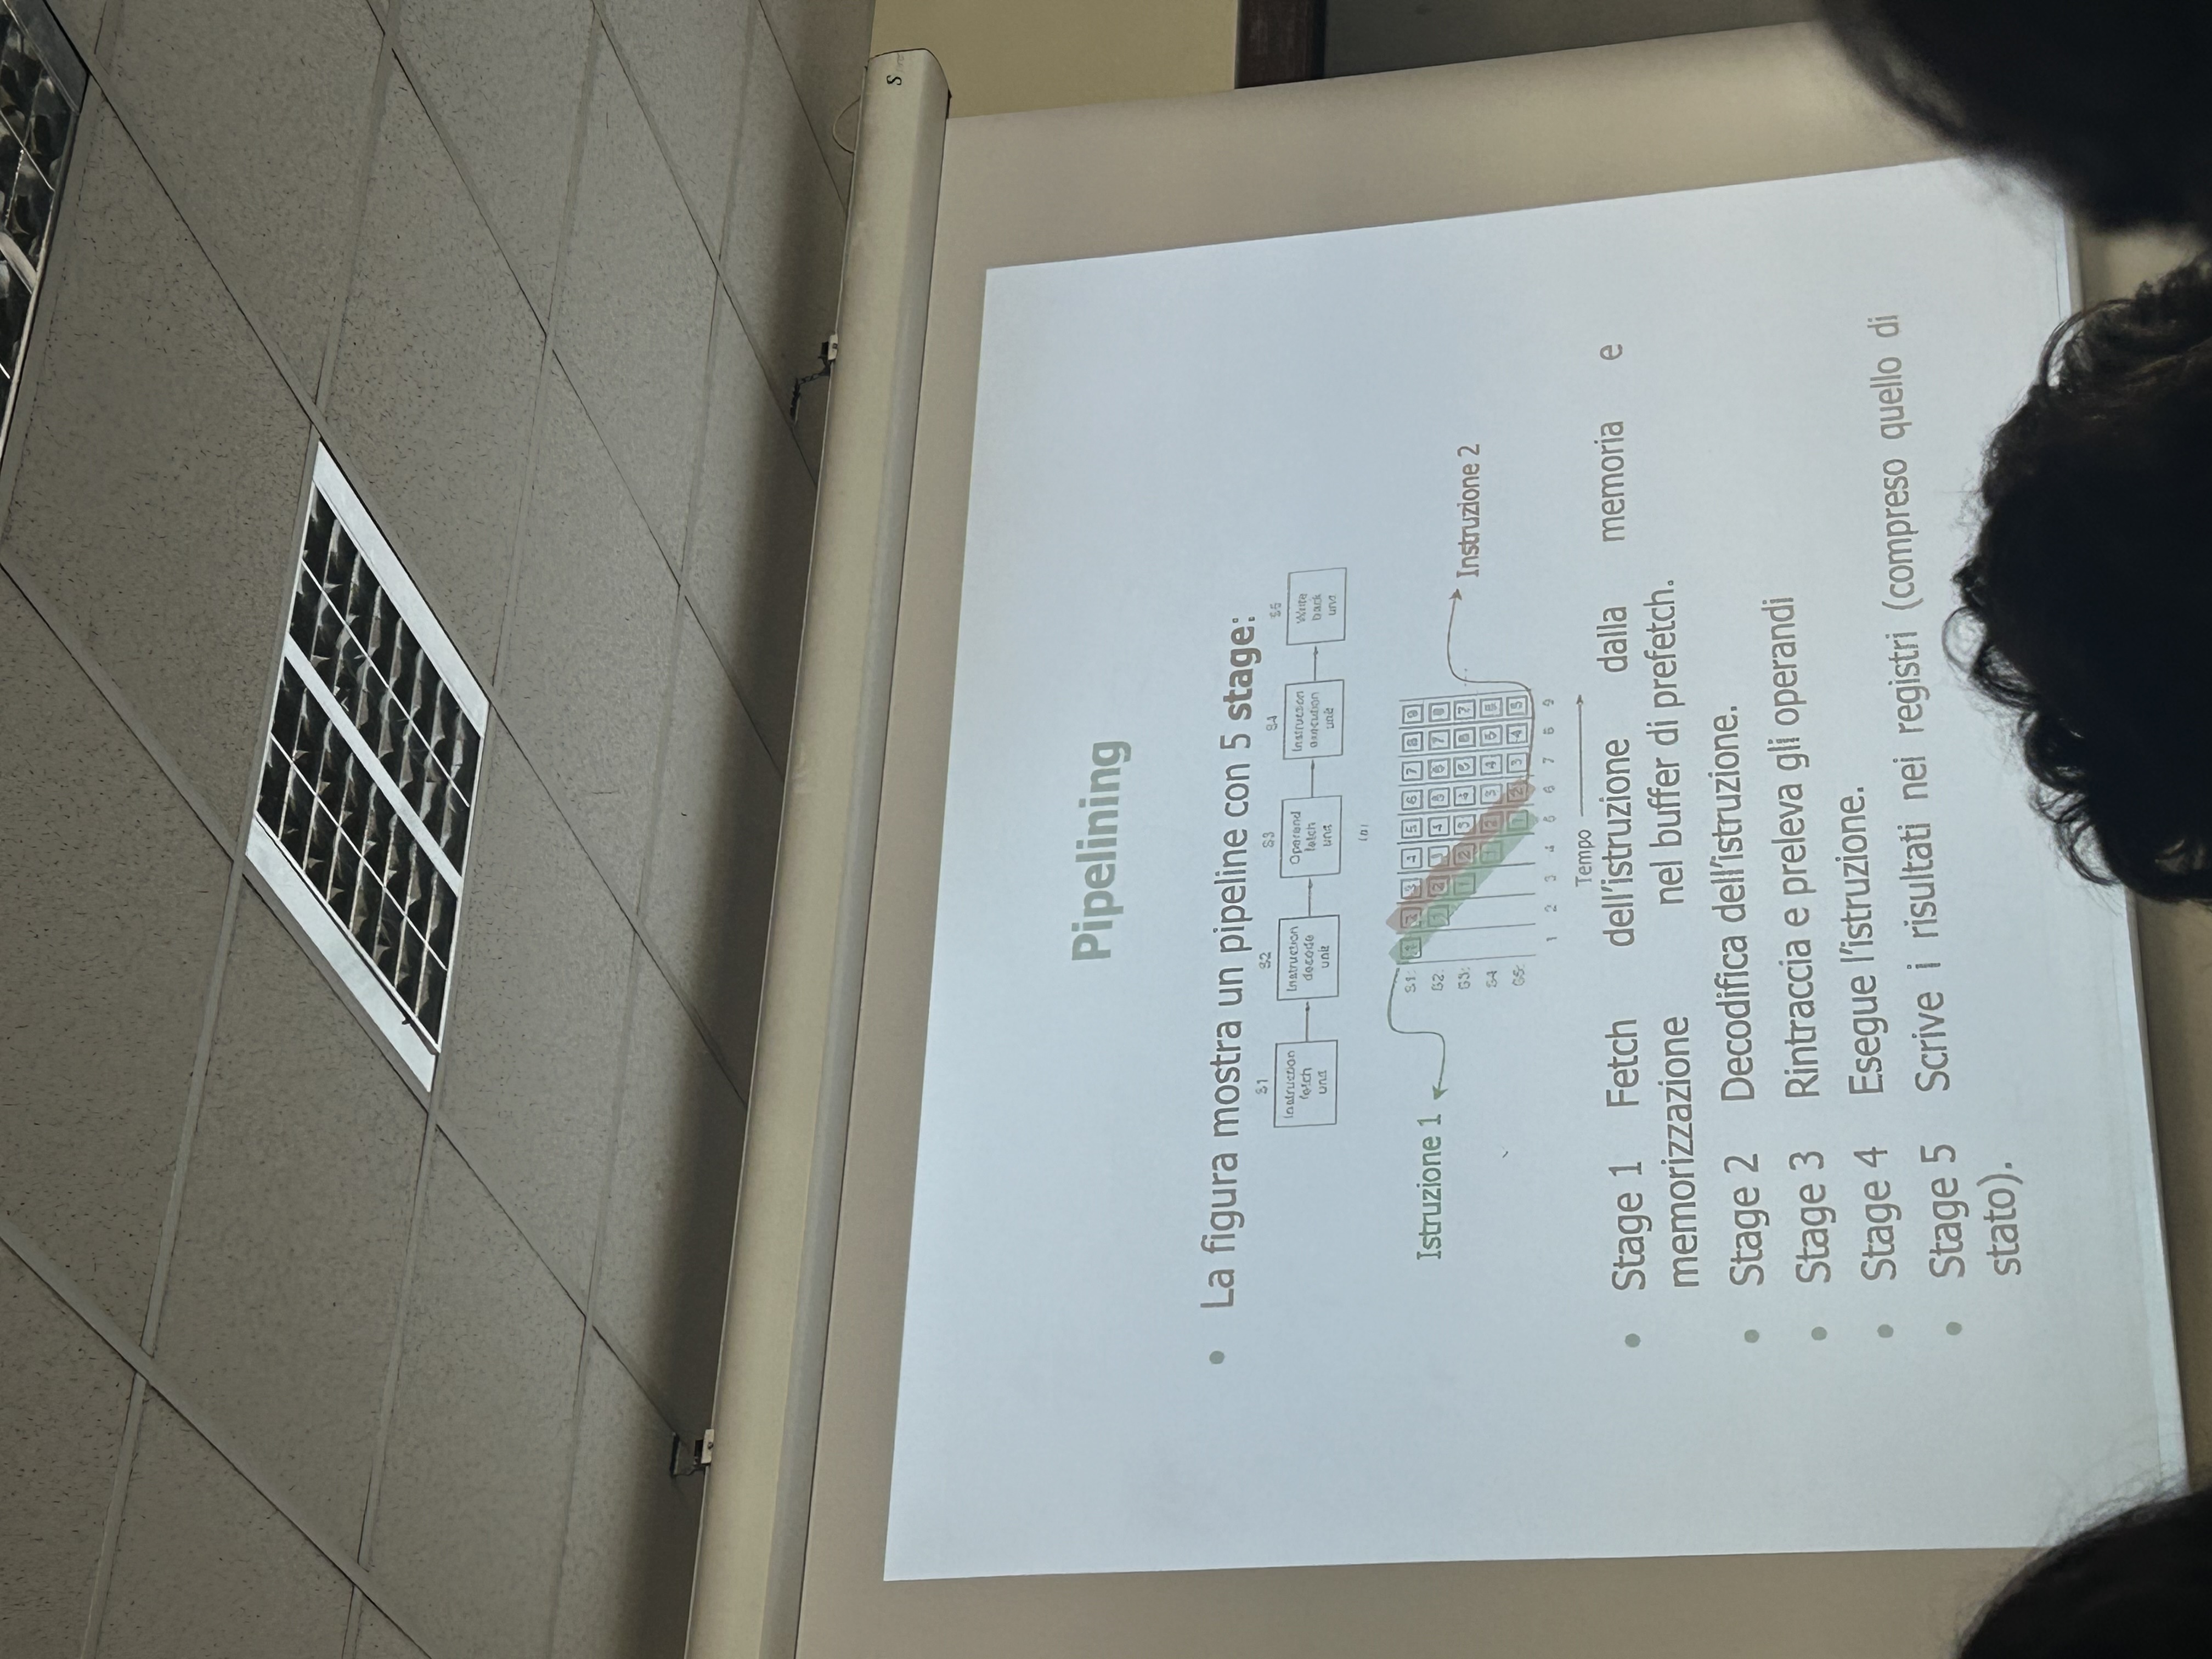 S
Pipelining
• La figura mostra un pipeline con 5 stage:
S1 S2 S3 S4 S5
Instruction fetch unit
Instruction decode unit
Operand fetch unit
Instruction execution unit
Write back unit
(a)
Istruzione 1
S1: 1 2 3 4 5 6 7 8 9
S2: 1 2 3 4 5 6 7 8
S3: 1 2 3 4 5 6 7
...
S4: 1 2 3 4 5 6
S5: 1 2 3 4 5
Instruzione 2
1 2 3 4 5 6 7 8 9
Tempo
• Stage 1 Fetch dell'istruzione dalla memoria e
memorizzazione nel buffer di prefetch.
• Stage 2 Decodifica dell'istruzione.
• Stage 3 Rintraccia e preleva gli operandi
• Stage 4 Esegue l'istruzione.
• Stage 5 Scrive i risultati nei registri (compreso quello di
stato).